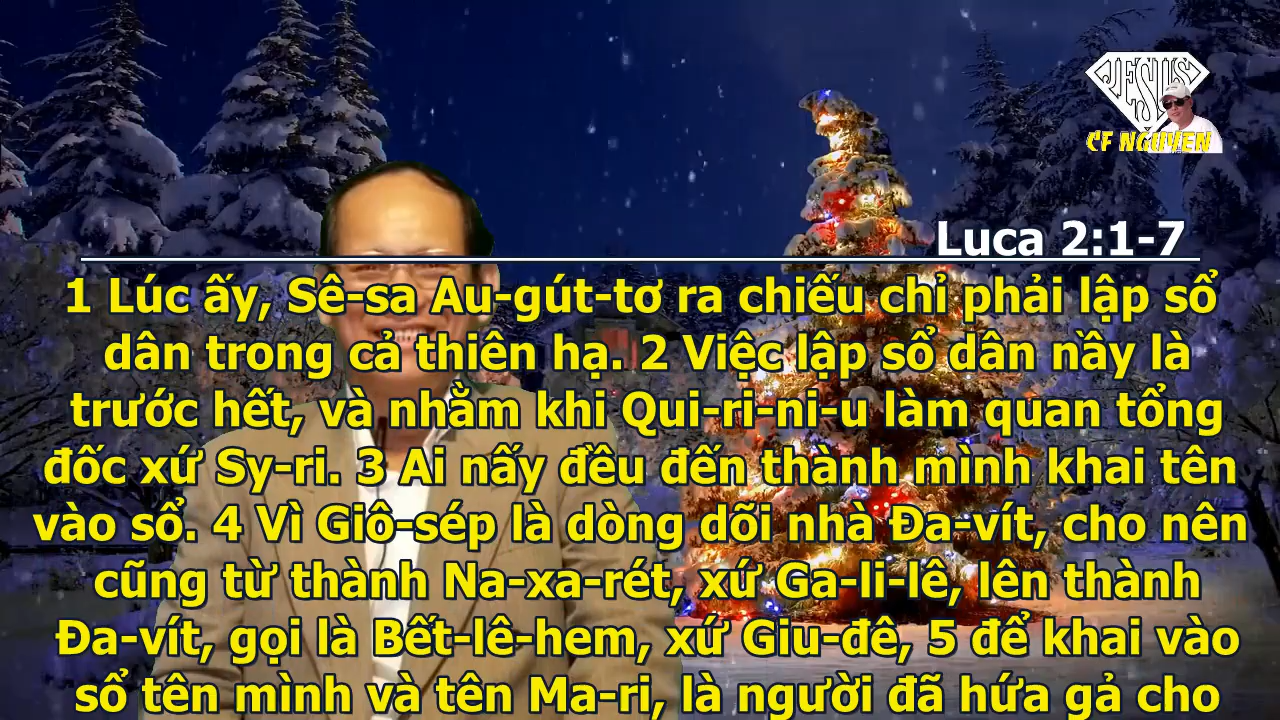 JESUS
CF NGUYEN
Luca 2:1-7
1 Lúc ấy, Sê-sa Au-gút-tơ ra chiếu chỉ phải lập sổ
dân trong cả thiên hạ. 2 Việc lập sổ dân nầy là
trước hết, và nhằm khi Qui-ri-ni-u làm quan tổng
đốc xứ Sy-ri. 3 Ai nấy đều đến thành mình khai tên
vào sổ. 4 Vì Giô-sép là dòng dõi nhà Đa-vít, cho nên
cũng từ thành Na-xa-rét, xứ Ga-li-lê, lên thành
Đa-vít, gọi là Bết-lê-hem, xứ Giu-đê, 5 để khai vào
sổ tên mình và tên Ma-ri, là người đã hứa gả cho